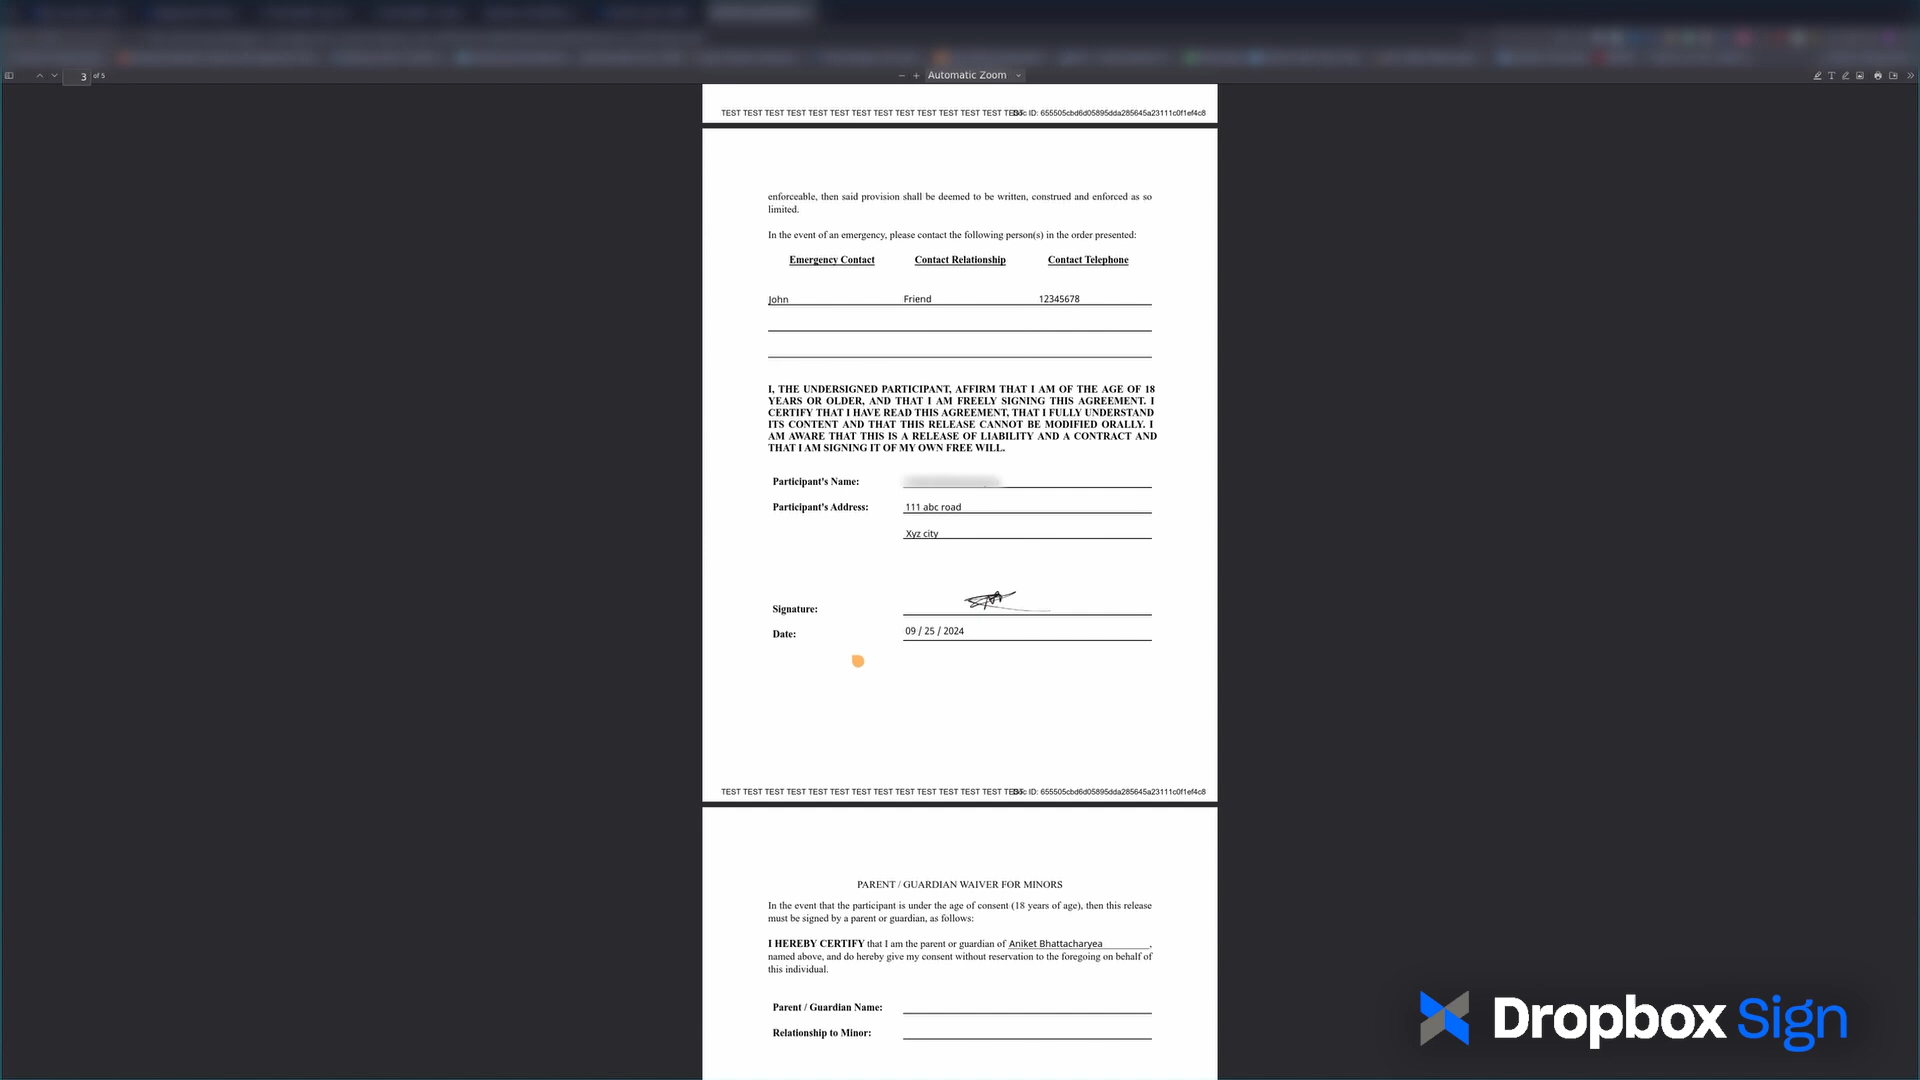 3 of 5
Automatic Zoom
TEST TEST TEST TEST TEST TEST TEST TEST TEST TEST TEST TEST TEST TEST Doc ID: 655505cbd6d05895dda285645a23111c0f1ef4c8
enforceable, then said provision shall be deemed to be written, construed and enforced as so
limited.
In the event of an emergency, please contact the following person(s) in the order presented:
Emergency Contact Contact Relationship Contact Telephone
John Friend 12345678
I, THE UNDERSIGNED PARTICIPANT, AFFIRM THAT I AM OF THE AGE OF 18
YEARS OR OLDER, AND THAT I AM FREELY SIGNING THIS AGREEMENT. I
CERTIFY THAT I HAVE READ THIS AGREEMENT, THAT I FULLY UNDERSTAND
ITS CONTENT AND THAT THIS RELEASE CANNOT BE MODIFIED ORALLY. I
AM AWARE THAT THIS IS A RELEASE OF LIABILITY AND A CONTRACT AND
THAT I AM SIGNING IT OF MY OWN FREE WILL.
Participant's Name:
Participant's Address: 111 abc road
Xyz city
Signature:
Date: 09 / 25 / 2024
TEST TEST TEST TEST TEST TEST TEST TEST TEST TEST TEST TEST TEST TEST Doc ID: 655505cbd6d05895dda285645a23111c0f1ef4c8
PARENT / GUARDIAN WAIVER FOR MINORS
In the event that the participant is under the age of consent (18 years of age), then this release
must be signed by a parent or guardian, as follows:
I HEREBY CERTIFY that I am the parent or guardian of Aniket Bhattacharyea,
named above, and do hereby give my consent without reservation to the foregoing on behalf of
this individual.
Parent / Guardian Name:
Relationship to Minor:
Dropbox Sign